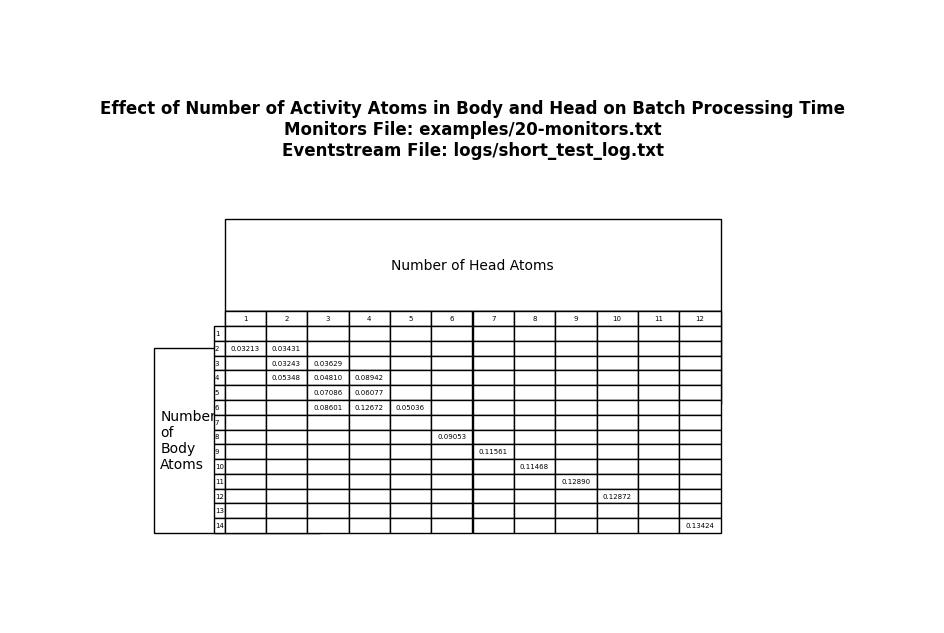 Effect of Number of Activity Atoms in Body and Head on Batch Processing Time
Monitors File: examples/20-monitors.txt
Eventstream File: logs/short_test_log.txt
Number of Head Atoms
1 2 3 4 5 6 7 8 9 10 11 12
1
2 0.03213 0.03431
3 0.03243 0.03629
4 0.05348 0.04810 0.08942
5 0.07086 0.06077
6 0.08601 0.12672 0.05036
7
8 0.09053
9 0.11561
10 0.11468
11 0.12890
12 0.12872
13
14 0.13424
Number
of
Body
Atoms